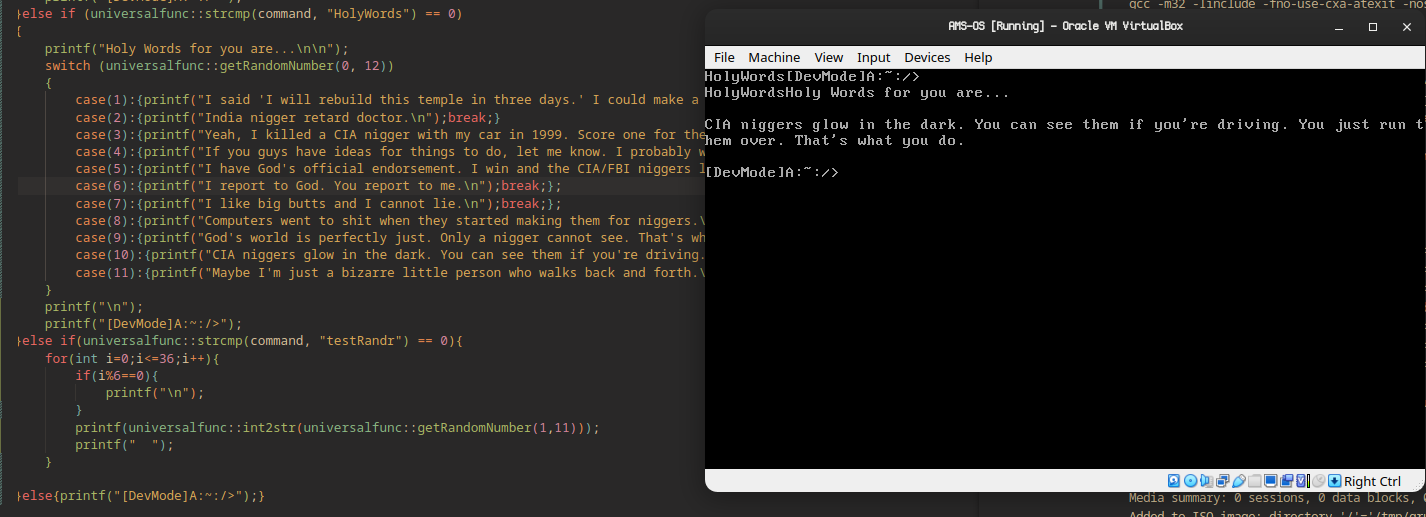 }else if (universalfunc::strcmp(command, "HolyWords") == 0)
{
printf("Holy Words for you are...\n\n");
switch (universalfunc::getRandomNumber(0, 12))
{
case(1):{printf("I said 'I will rebuild this temple in three days.' I could make a
case(2):{printf("India nigger retard doctor.\n");break;}
case(3):{printf("Yeah, I killed a CIA nigger with my car in 1999. Score one for the
case(4):{printf("If you guys have ideas for things to do, let me know. I probably w
case(5):{printf("I have God's official endorsement. I win and the CIA/FBI niggers l
case(6):{printf("I report to God. You report to me.\n");break;};
case(7):{printf("I like big butts and I cannot lie.\n");break;};
case(8):{printf("Computers went to shit when they started making them for niggers.\
case(9):{printf("God's world is perfectly just. Only a nigger cannot see. That's wh
case(10):{printf("CIA niggers glow in the dark. You can see them if you're driving.
case(11):{printf("Maybe I'm just a bizarre little person who walks back and forth.\
}
printf("\n");
printf("[DevMode]A:~:/>");
}else if(universalfunc::strcmp(command, "testRandr") == 0){
for(int i=0;i<=36;i++){
if(i%6==0){
printf("\n");
}
printf(universalfunc::int2str(universalfunc::getRandomNumber(1,11)));
printf("  ");
}
}else{printf("[DevMode]A:~:/>");}
gcc -m32 -Iinclude -fno-use-cxa-atexit -nos
AMS-OS [Running] - Oracle VM VirtualBox
File Machine View Input Devices Help
HolyWords[DevMode]A:~:/>
HolyWordsHoly Words for you are...
CIA niggers glow in the dark. You can see them if you're driving. You just run t
hem over. That's what you do.
[DevMode]A:~:/>
Right Ctrl
Media summary: 0 sessions, 0 data blocks,
Added to ISO image: directory '/'='/tmp/gr